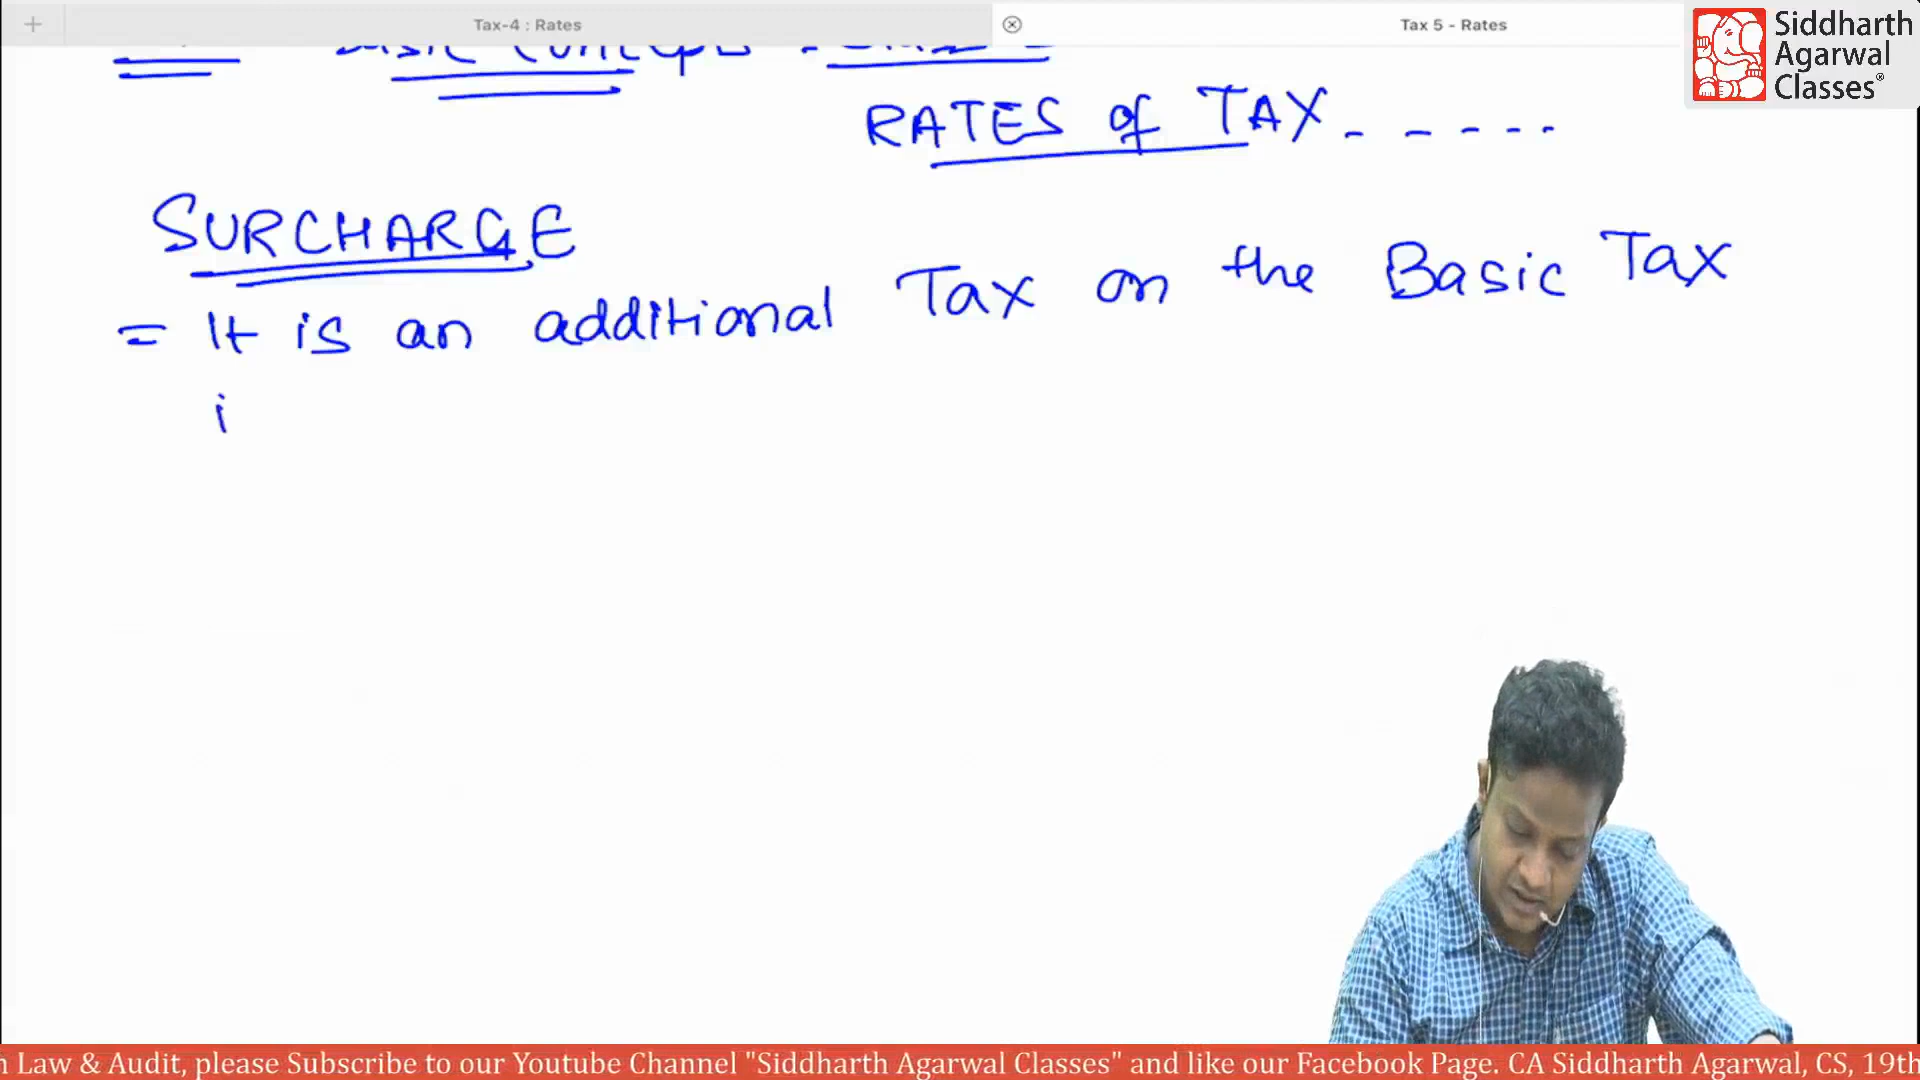 Tax-4 : Rates
Tax 5 - Rates
Siddharth
Agarwal
Classes®
Basic Concepts
RATES of TAX - - - - -
SURCHARGE
= It is an additional Tax on the Basic Tax
i
Law & Audit, please Subscribe to our Youtube Channel "Siddharth Agarwal Classes" and like our Facebook Page. CA Siddharth Agarwal, CS, 19th